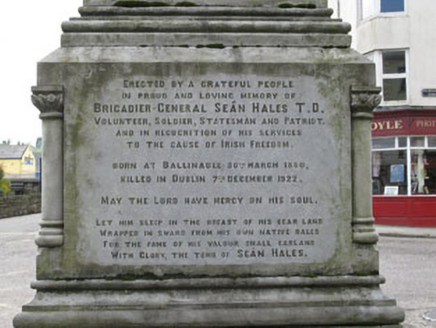 Erected by a grateful people
in proud and loving memory of
Brigadier-General Seán Hales T.D.
Volunteer, Soldier, Statesman and Patriot,
and in recognition of his services
to the cause of Irish Freedom.
Born at Ballinadee 30th March 1880,
Killed in Dublin 7th December 1922.
May the Lord have mercy on his soul.
Let him sleep in the breast of his dear land
Wrapped in sward from his own native dales
For the fame of his valour shall garland
With Glory, the tomb of Seán Hales.
OYLE PHOT